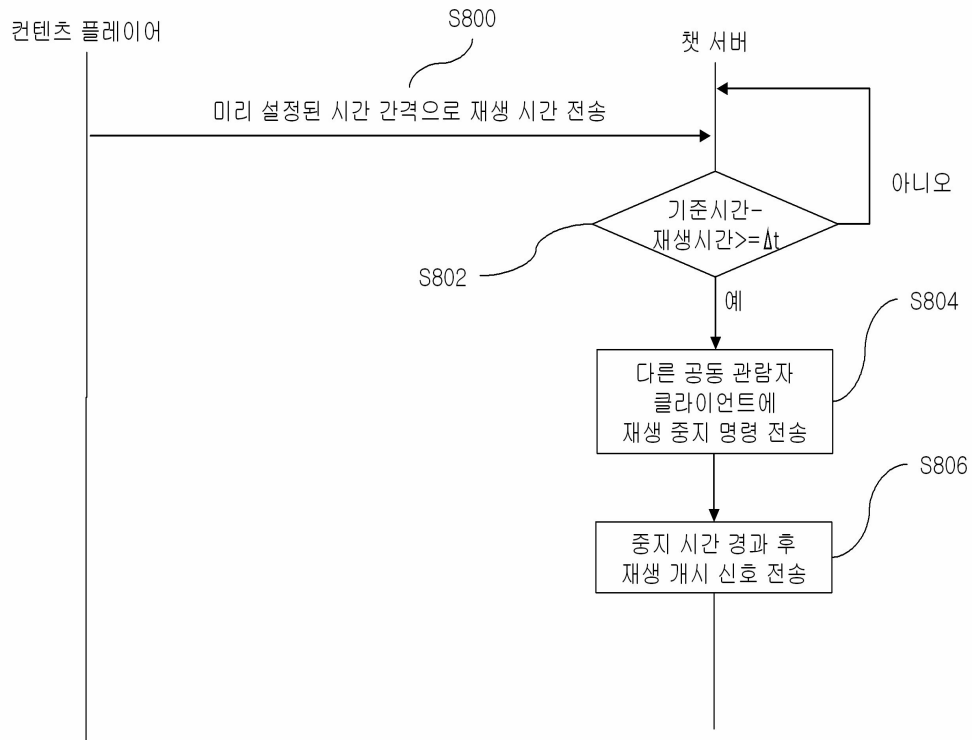 S800
컨텐츠 플레이어
챗 서버
미리 설정된 시간 간격으로 재생 시간 전송
아니오
기준시간-
재생시간>=Δt
S802
예
S804
다른 공동 관람자
클라이언트에
재생 중지 명령 전송
S806
중지 시간 경과 후
재생 개시 신호 전송